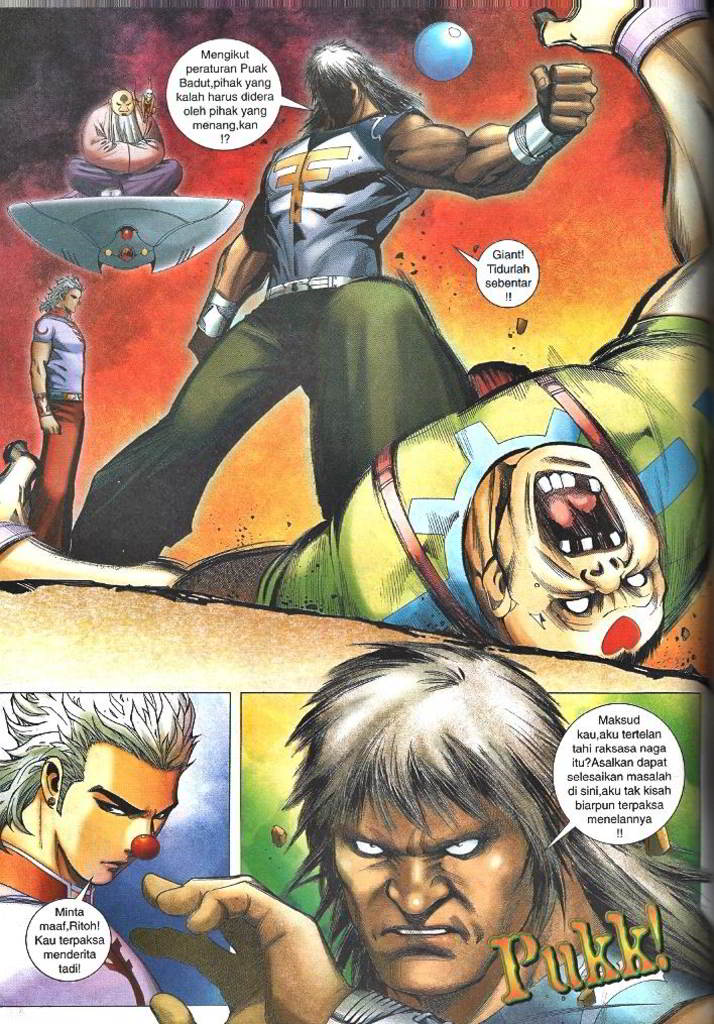 Mengikut
peraturan Puak
Badut,pihak yang
kalah harus didera
oleh pihak yang
menang,kan
!?
Giant!
Tidurlah
sebentar
!!
Minta
maaf,Ritoh!
Kau terpaksa
menderita
tadi!
Maksud
kau,aku tertelan
tahi raksasa naga
itu?Asalkan dapat
selesaikan masalah
di sini,aku tak kisah
biarpun terpaksa
menelannya
!!
Pukk!